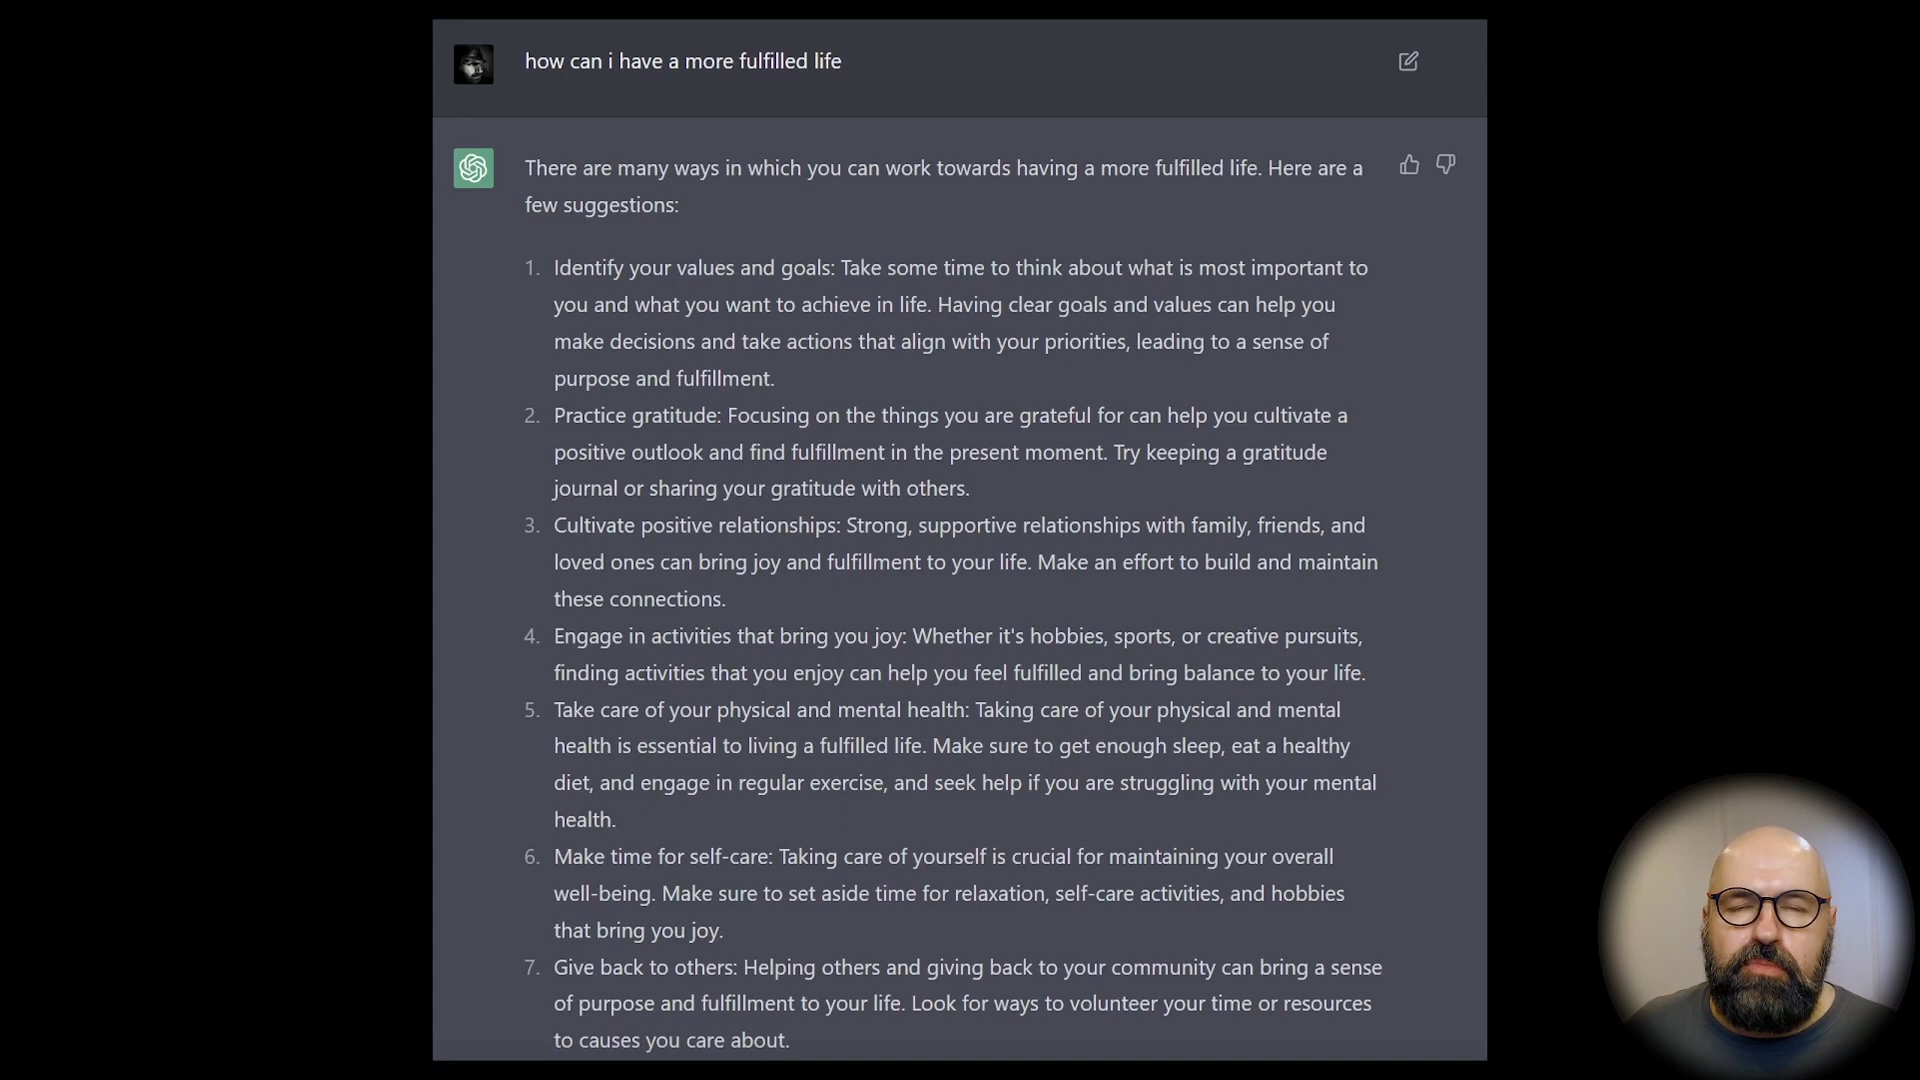 how can i have a more fulfilled life
There are many ways in which you can work towards having a more fulfilled life. Here are a
few suggestions:
1. Identify your values and goals: Take some time to think about what is most important to
you and what you want to achieve in life. Having clear goals and values can help you
make decisions and take actions that align with your priorities, leading to a sense of
purpose and fulfillment.
2. Practice gratitude: Focusing on the things you are grateful for can help you cultivate a
positive outlook and find fulfillment in the present moment. Try keeping a gratitude
journal or sharing your gratitude with others.
3. Cultivate positive relationships: Strong, supportive relationships with family, friends, and
loved ones can bring joy and fulfillment to your life. Make an effort to build and maintain
these connections.
4. Engage in activities that bring you joy: Whether it's hobbies, sports, or creative pursuits,
finding activities that you enjoy can help you feel fulfilled and bring balance to your life.
5. Take care of your physical and mental health: Taking care of your physical and mental
health is essential to living a fulfilled life. Make sure to get enough sleep, eat a healthy
diet, and engage in regular exercise, and seek help if you are struggling with your mental
health.
6. Make time for self-care: Taking care of yourself is crucial for maintaining your overall
well-being. Make sure to set aside time for relaxation, self-care activities, and hobbies
that bring you joy.
7. Give back to others: Helping others and giving back to your community can bring a sense
of purpose and fulfillment to your life. Look for ways to volunteer your time or resources
to causes you care about.